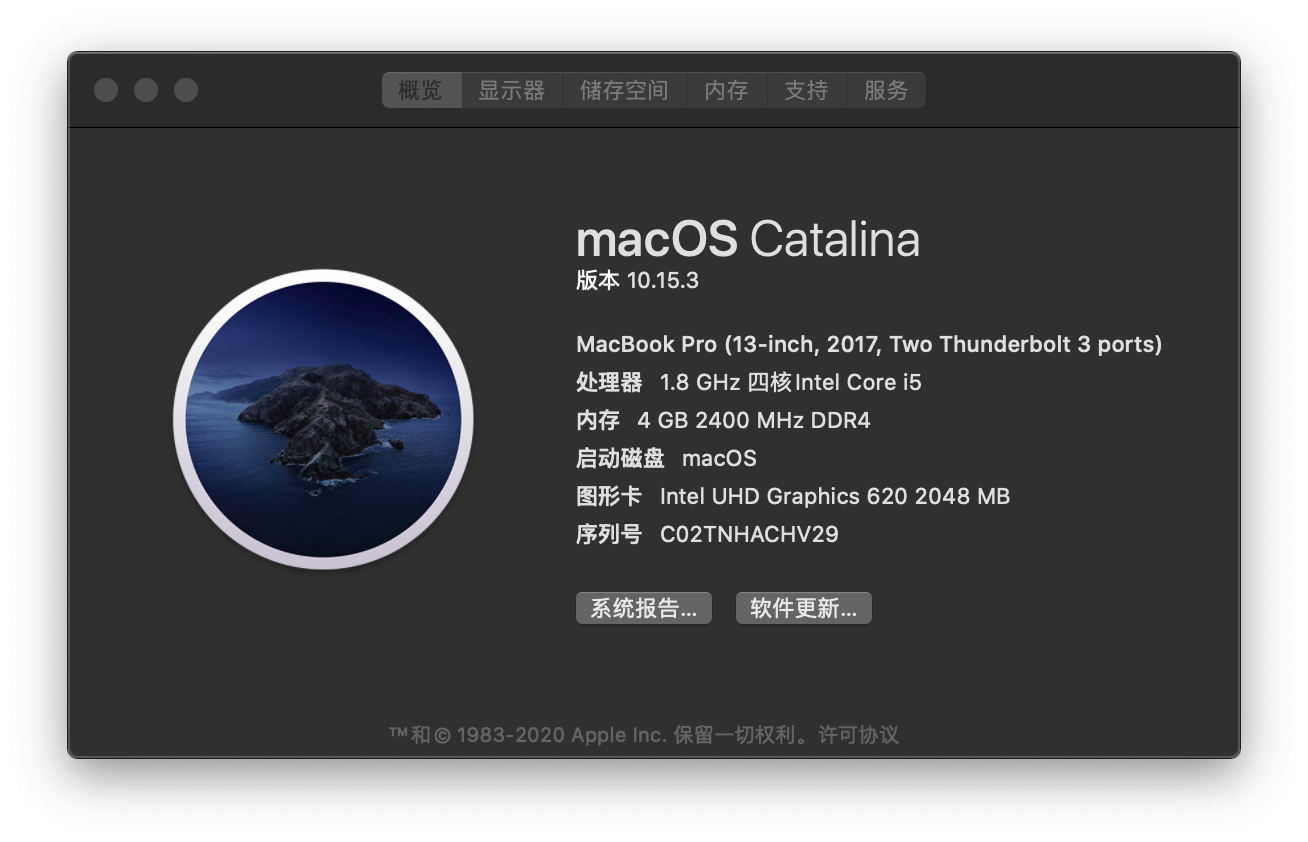 概览 显示器 储存空间 内存 支持 服务
macOS Catalina
版本 10.15.3
MacBook Pro (13-inch, 2017, Two Thunderbolt 3 ports)
处理器 1.8 GHz 四核Intel Core i5
内存 4 GB 2400 MHz DDR4
启动磁盘 macOS
图形卡 Intel UHD Graphics 620 2048 MB
序列号 C02TNHACHV29
系统报告... 软件更新...
™和© 1983-2020 Apple Inc. 保留一切权利。许可协议